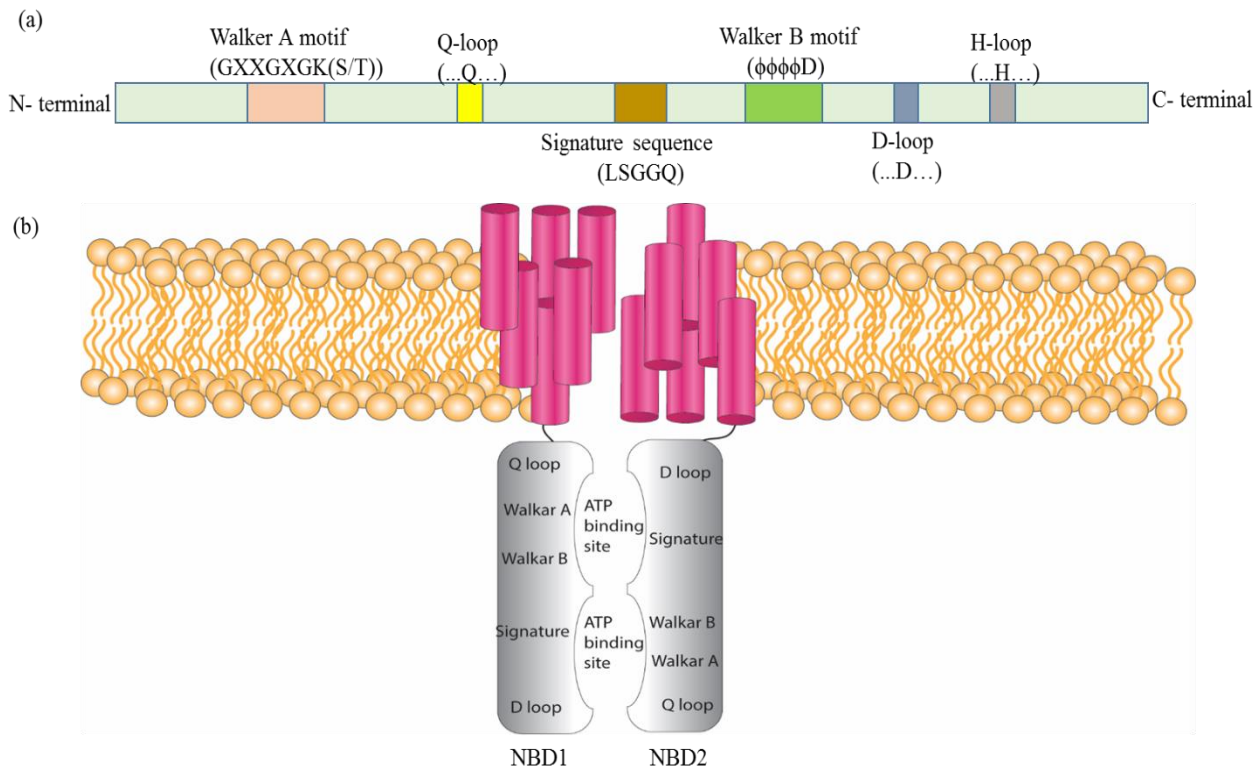 (a)
Walker A motif
(GXXGXGK(S/T))
Q-loop
(...Q…)
Walker B motif
(ϕϕϕϕD)
H-loop
(...H…)
N- terminal
C- terminal
Signature sequence
(LSGGQ)
D-loop
(...D…)
(b)
Q loop
Walkar A
Walkar B
Signature
D loop
ATP
binding
site
ATP
binding
site
D loop
Signature
Walkar B
Walkar A
Q loop
NBD1
NBD2